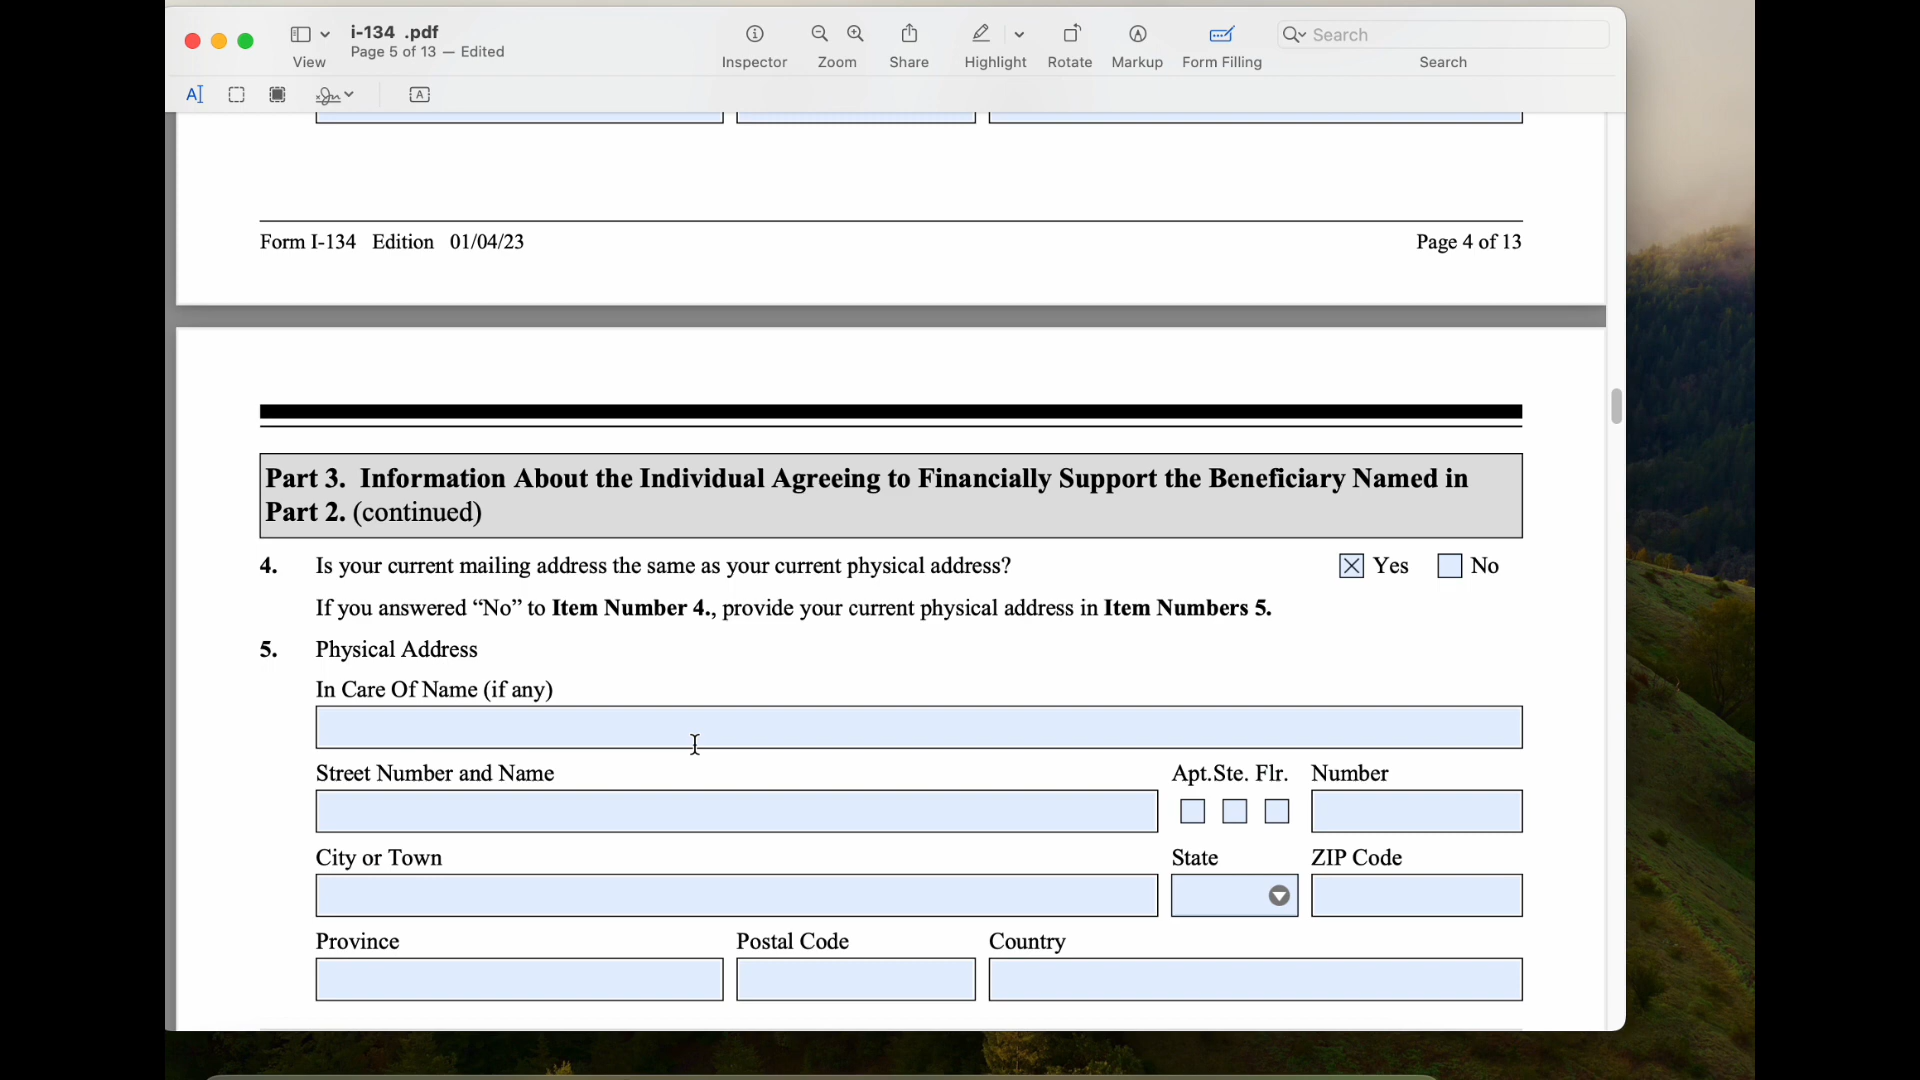 i-134 .pdf
Page 5 of 13 — Edited
View
Inspector
Zoom
Share
Highlight
Rotate
Markup
Form Filling
Search
Search
A
A
Form I-134 Edition 01/04/23
Page 4 of 13
Part 3. Information About the Individual Agreeing to Financially Support the Beneficiary Named in
Part 2. (continued)
4. Is your current mailing address the same as your current physical address? Yes No
If you answered “No” to Item Number 4., provide your current physical address in Item Numbers 5.
5. Physical Address
In Care Of Name (if any)
Street Number and Name Apt.Ste. Flr. Number
City or Town State ZIP Code
Province Postal Code Country